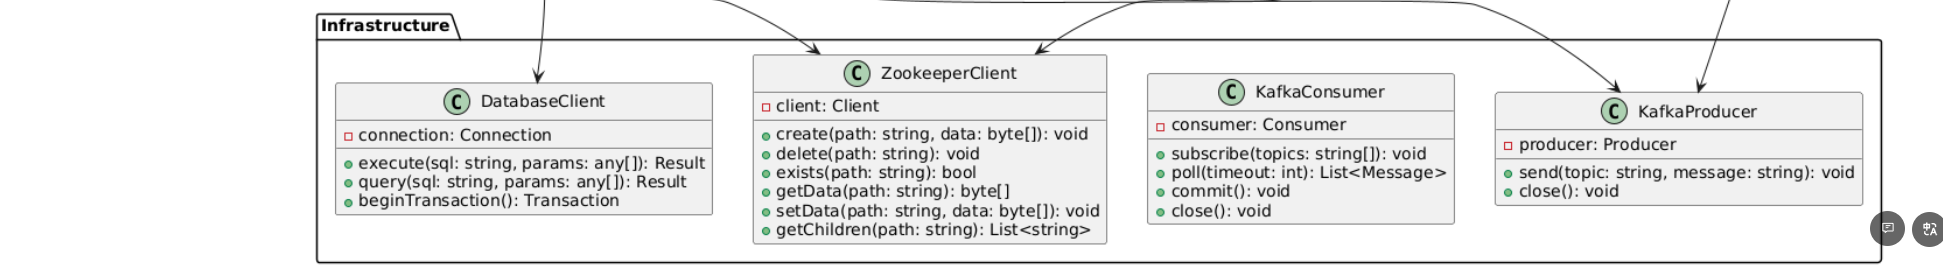 Infrastructure
C DatabaseClient
connection: Connection
execute(sql: string, params: any[]): Result
query(sql: string, params: any[]): Result
beginTransaction(): Transaction
C ZookeeperClient
client: Client
create(path: string, data: byte[]): void
delete(path: string): void
exists(path: string): bool
getData(path: string): byte[]
setData(path: string, data: byte[]): void
getChildren(path: string): List<string>
C KafkaConsumer
consumer: Consumer
subscribe(topics: string[]): void
poll(timeout: int): List<Message>
commit(): void
close(): void
C KafkaProducer
producer: Producer
send(topic: string, message: string): void
close(): void